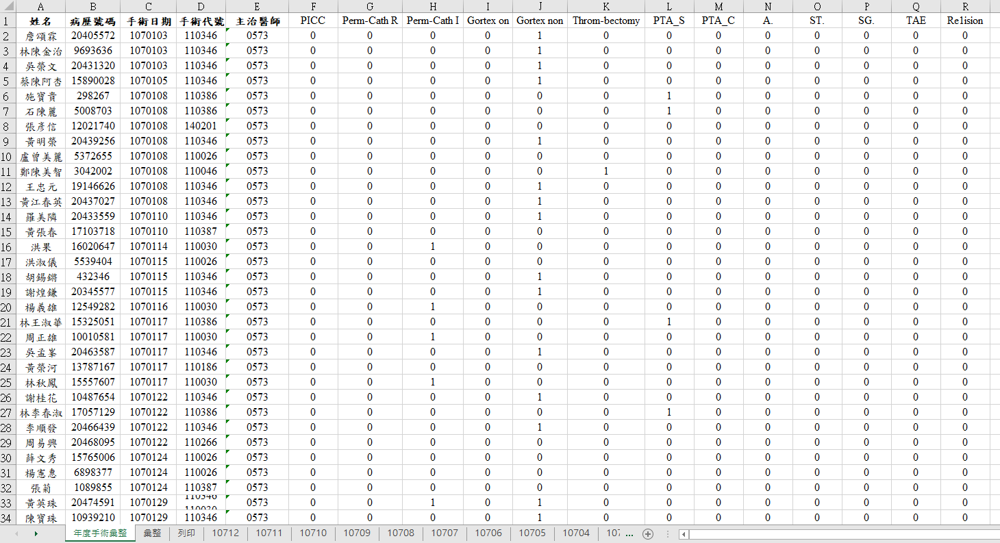 A B C D E F G H I J K L M N O P Q R
1 姓名 病歷號碼 手術日期 手術代號 主治醫師 PICC Perm-Cath R Perm-Cath I Gortex on Gortex non Throm-bectomy PTA_S PTA_C A. ST. SG. TAE Re1ision
2 詹頌霖 20405572 1070103 110346 0573 0 0 0 0 1 0 0 0 0 0 0 0 0
3 林陳金治 9693636 1070103 110346 0573 0 0 0 0 1 0 0 0 0 0 0 0 0
4 吳榮文 20431320 1070103 110346 0573 0 0 0 0 1 0 0 0 0 0 0 0 0
5 蔡陳阿杏 15890028 1070105 110346 0573 0 0 0 0 1 0 0 0 0 0 0 0 0
6 施寶貴 298267 1070108 110386 0573 0 0 0 0 0 0 1 0 0 0 0 0 0
7 石陳麗 5008703 1070108 110386 0573 0 0 0 0 0 0 1 0 0 0 0 0 0
8 張彥信 12021740 1070108 140201 0573 0 0 0 0 0 0 0 0 0 0 0 0 0
9 黃明榮 20439256 1070108 110346 0573 0 0 0 0 1 0 0 0 0 0 0 0 0
10 盧曾美麗 5372655 1070108 110026 0573 0 0 0 0 0 0 0 0 0 0 0 0 0
11 鄭陳美智 3042002 1070108 110046 0573 0 0 0 0 0 1 0 0 0 0 0 0 0
12 王忠元 19146626 1070108 110346 0573 0 0 0 0 1 0 0 0 0 0 0 0 0
13 黃江春英 20437027 1070108 110346 0573 0 0 0 0 1 0 0 0 0 0 0 0 0
14 羅美隣 20433559 1070110 110346 0573 0 0 0 0 1 0 0 0 0 0 0 0 0
15 黃張春 17103718 1070110 110387 0573 0 0 0 0 0 0 0 0 0 0 0 0 0
16 洪果 16020647 1070114 110030 0573 0 0 1 0 0 0 0 0 0 0 0 0 0
17 洪淑儀 5539404 1070115 110026 0573 0 0 0 0 0 0 0 0 0 0 0 0 0
18 胡錫鏘 432346 1070115 110346 0573 0 0 0 0 1 0 0 0 0 0 0 0 0
19 謝煌鎌 20345577 1070115 110346 0573 0 0 0 0 1 0 0 0 0 0 0 0 0
20 楊義雄 12549282 1070116 110030 0573 0 0 1 0 0 0 0 0 0 0 0 0 0
21 林王淑華 15325051 1070117 110386 0573 0 0 0 0 0 0 1 0 0 0 0 0 0
22 周正雄 10010581 1070117 110030 0573 0 0 1 0 0 0 0 0 0 0 0 0 0
23 吳孟峯 20463587 1070117 110346 0573 0 0 0 0 1 0 0 0 0 0 0 0 0
24 黃榮河 13787167 1070117 110186 0573 0 0 0 0 0 0 0 0 0 0 0 0 0
25 林秋鳳 15557607 1070117 110030 0573 0 0 1 0 0 0 0 0 0 0 0 0 0
26 謝桂花 10487654 1070122 110346 0573 0 0 0 0 1 0 0 0 0 0 0 0 0
27 林李春淑 17057129 1070122 110386 0573 0 0 0 0 0 0 1 0 0 0 0 0 0
28 李順發 20466439 1070122 110346 0573 0 0 0 0 1 0 0 0 0 0 0 0 0
29 周易興 20468095 1070122 110266 0573 0 0 0 0 0 0 0 0 0 0 0 0 0
30 薛文秀 15765006 1070124 110026 0573 0 0 0 0 0 0 0 0 0 0 0 0 0
31 楊憲惠 6898377 1070124 110026 0573 0 0 0 0 0 0 0 0 0 0 0 0 0
32 張菊 1089855 1070124 110387 0573 0 0 0 0 0 0 0 0 0 0 0 0 0
33 黃英珠 20474591 1070129 0573 0 0 1 0 1 0 0 0 0 0 0 0 0
34 陳寶珠 10939210 1070129 110346 0573 0 0 0 0 1 0 0 0 0 0 0 0 0
年度手術彙整 彙整 列印 10712 10711 10710 10709 10708 10707 10706 10705 10704 107 ...